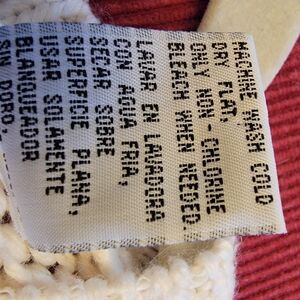 MACHINE WASH COLD
DRY FLAT,
ONLY NON - CHLORINE
BLEACH WHEN NEEDED.
LAVAR EN LAVADORA
CON AGUA FRIA,
SECAR SOBRE
SUPERFICIE PLANA,
USAR SOLAMENTE
BLANQUEADOR
SIN CLORO,